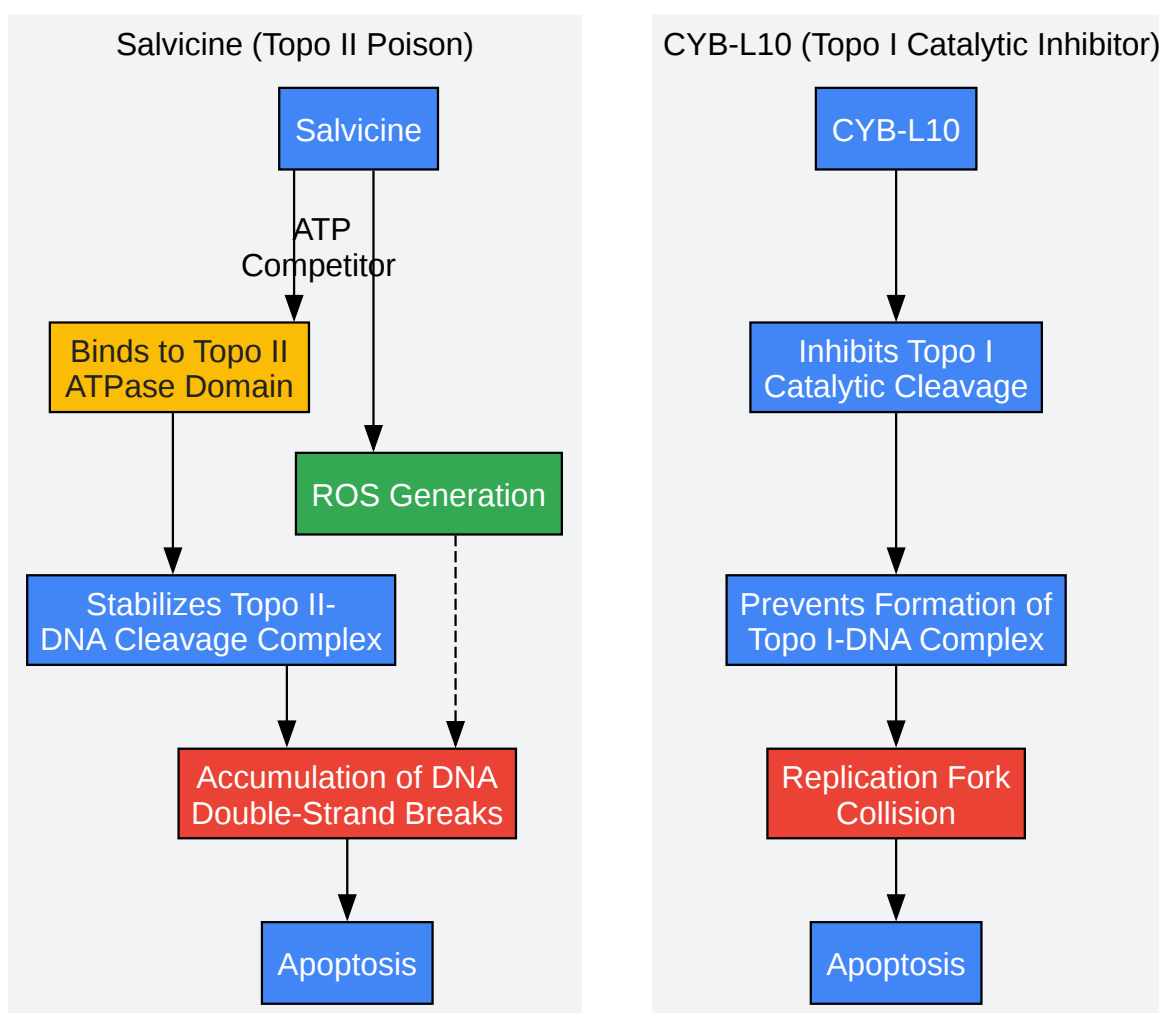 Salvicine (Topo II Poison)
Salvicine
ATP
Competitor
Binds to Topo II
ATPase Domain
ROS Generation
Stabilizes Topo II-
DNA Cleavage Complex
Accumulation of DNA
Double-Strand Breaks
Apoptosis
CYB-L10 (Topo I Catalytic Inhibitor)
CYB-L10
Inhibits Topo I
Catalytic Cleavage
Prevents Formation of
Topo I-DNA Complex
Replication Fork
Collision
Apoptosis